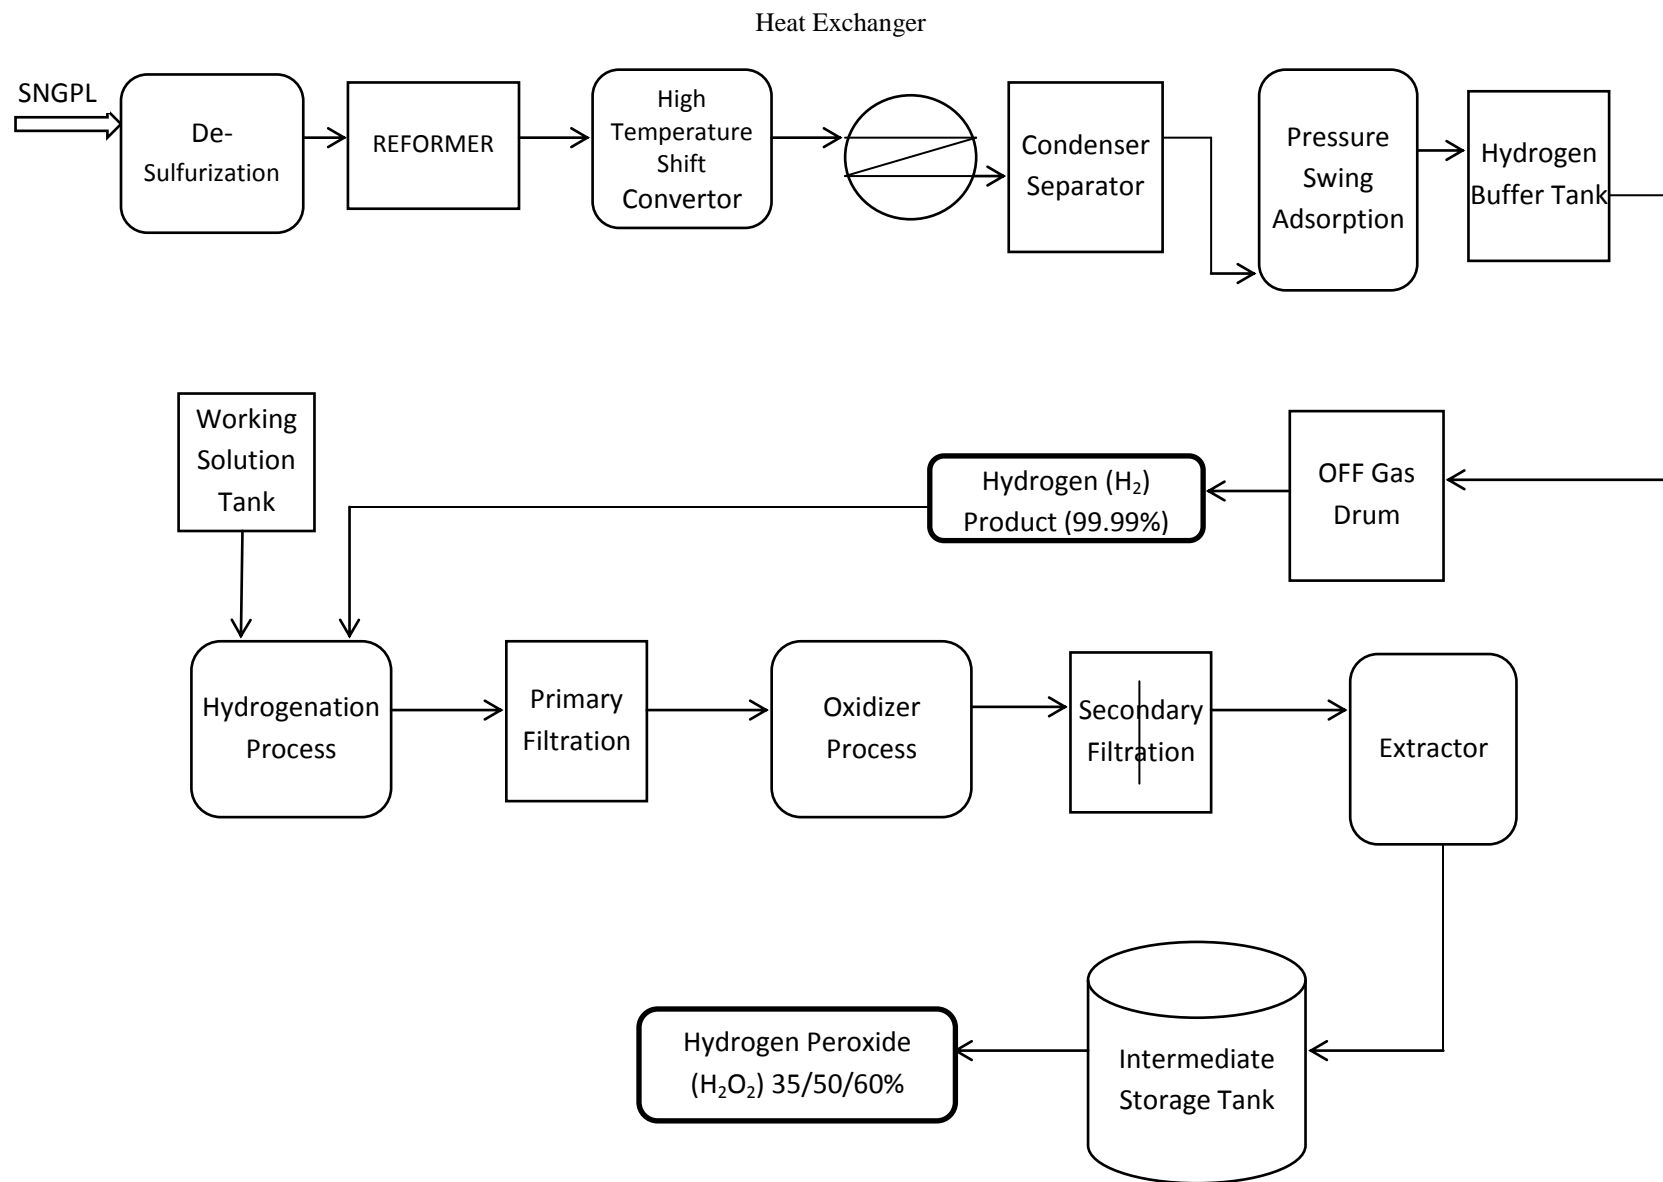 Heat Exchanger
SNGPL
De-
Sulfurization
REFORMER
High
Temperature
Shift
Convertor
Condenser
Separator
Pressure
Swing
Adsorption
Hydrogen
Buffer Tank
Working
Solution
Tank
Hydrogen (H₂)
Product (99.99%)
OFF Gas
Drum
Hydrogenation
Process
Primary
Filtration
Oxidizer
Process
Secondary
Filtration
Extractor
Hydrogen Peroxide
(H₂O₂) 35/50/60%
Intermediate
Storage Tank